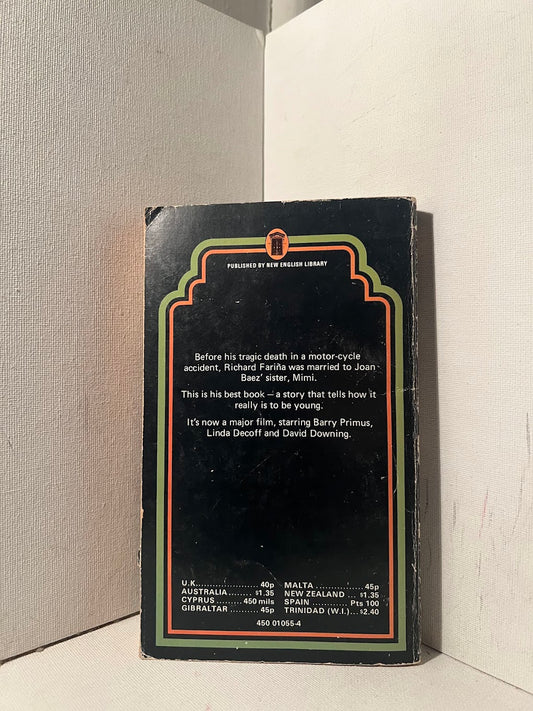 PUBLISHED BY NEW ENGLISH LIBRARY
Before his tragic death in a motor-cycle
accident, Richard Fariña was married to Joan
Baez' sister, Mimi.
This is his best book – a story that tells how it
really is to be young.
It's now a major film, starring Barry Primus,
Linda Decoff and David Downing.
U.K...................... 40p
AUSTRALIA........ $1.35
CYPRUS ......... 450 mils
GIBRALTAR .......... 45p
MALTA ................ 45p
NEW ZEALAND ... $1.35
SPAIN ............ Pts 100
TRINIDAD (W.I.)... $2.40
450 01055-4